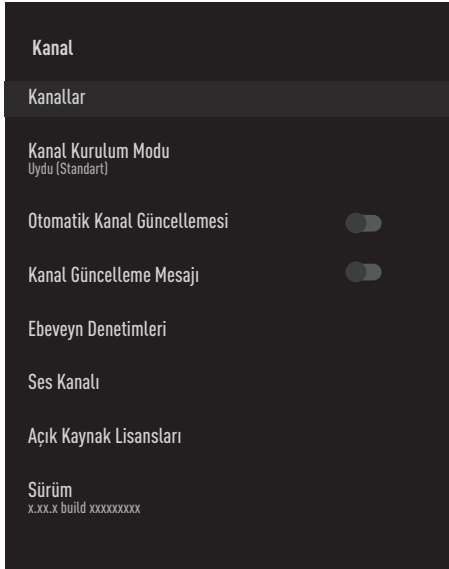 Kanal
Kanallar
Kanal Kurulum Modu
Uydu (Standart)
Otomatik Kanal Güncellemesi
Kanal Güncelleme Mesajı
Ebeveyn Denetimleri
Ses Kanalı
Açık Kaynak Lisansları
Sürüm
x.xx.x build xxxxxxxxx